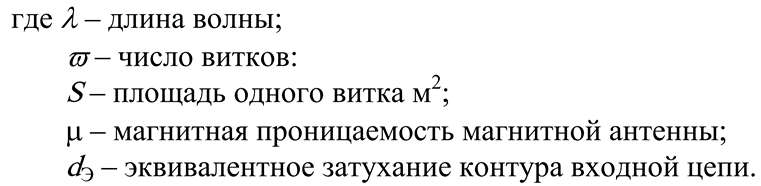 где λ – длина волны;
ϖ – число витков:
S – площадь одного витка м²;
μ – магнитная проницаемость магнитной антенны;
dЭ – эквивалентное затухание контура входной цепи.